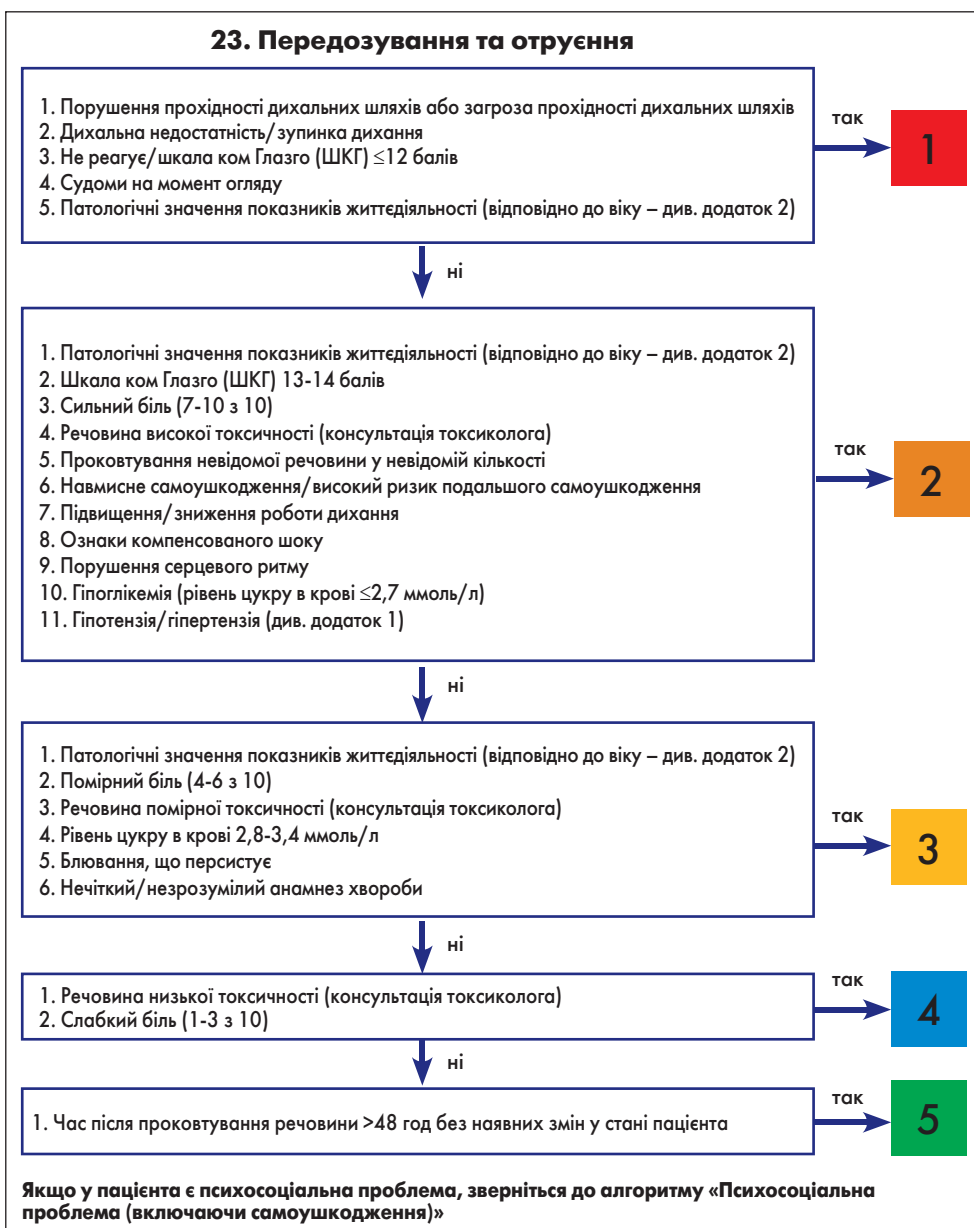 23. Передозування та отруєння
1. Порушення прохідності дихальних шляхів або загроза прохідності дихальних шляхів
2. Дихальна недостатність/зупинка дихання
3. Не реагує/шкала ком Глазго (ШКГ) ≤12 балів
4. Судоми на момент огляду
5. Патологічні значення показників життєдіяльності (відповідно до віку – див. додаток 2)
так
1
ні
1. Патологічні значення показників життєдіяльності (відповідно до віку – див. додаток 2)
2. Шкала ком Глазго (ШКГ) 13-14 балів
3. Сильний біль (7-10 з 10)
4. Речовина високої токсичності (консультація токсиколога)
5. Проковтування невідомої речовини у невідомій кількості
6. Навмисне самоушкодження/високий ризик подальшого самоушкодження
7. Підвищення/зниження роботи дихання
8. Ознаки компенсованого шоку
9. Порушення серцевого ритму
10. Гіпоглікемія (рівень цукру в крові ≤2,7 ммоль/л)
11. Гіпотензія/гіпертензія (див. додаток 1)
так
2
ні
1. Патологічні значення показників життєдіяльності (відповідно до віку – див. додаток 2)
2. Помірний біль (4-6 з 10)
3. Речовина помірної токсичності (консультація токсиколога)
4. Рівень цукру в крові 2,8-3,4 ммоль/л
5. Блювання, що персистує
6. Нечіткий/незрозумілий анамнез хвороби
так
3
ні
1. Речовина низької токсичності (консультація токсиколога)
2. Слабкий біль (1-3 з 10)
так
4
ні
1. Час після проковтування речовини >48 год без наявних змін у стані пацієнта
так
5
Якщо у пацієнта є психосоціальна проблема, зверніться до алгоритму «Психосоціальна
проблема (включаючи самоушкодження)»